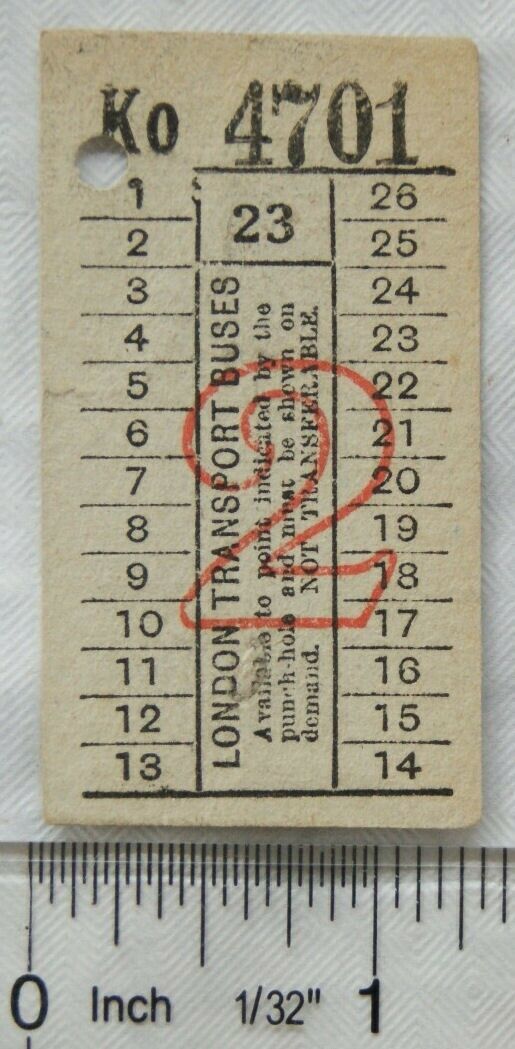 Ko 4701
1 23 26
2 25
3 24
4 23
5 22
6 21
7 20
8 19
9 18
10 17
11 16
12 15
13 14
LONDON TRANSPORT BUSES
Available to point indicated by the
punch-hole and must be shown on
demand. NOT TRANSFERABLE.
2
0 Inch 1/32" 1